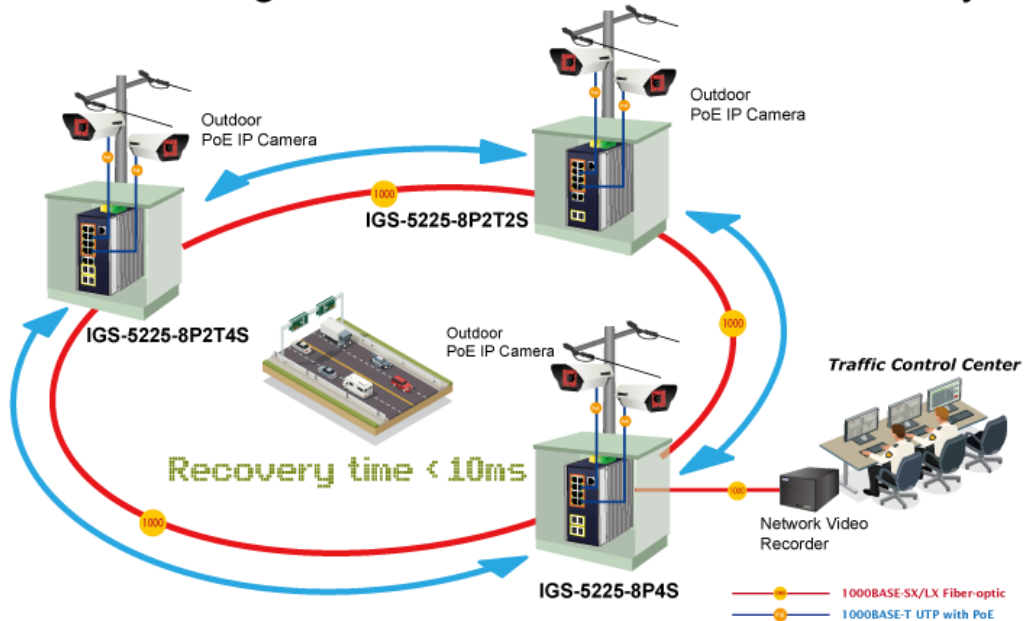 Outdoor
PoE IP Camera
Outdoor
PoE IP Camera
1000
IGS-5225-8P2T2S
1000
IGS-5225-8P2T4S
Outdoor
PoE IP Camera
Traffic Control Center
Recovery time < 10ms
1000
1000
Network Video
Recorder
IGS-5225-8P4S
1000BASE-SX/LX Fiber-optic
1000BASE-T UTP with PoE